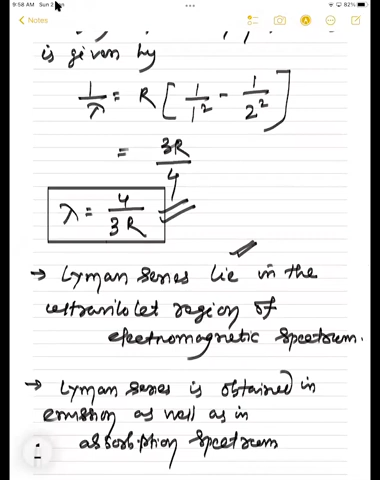 9:58 AM Sun 2
82%
Notes
is given by
1/λ = R [ 1/1² - 1/2² ]
= 3R/4
λ = 4/3R
→ Lyman series lie in the
ultraviolet region of
electromagnetic spectrum.
→ Lyman series is obtained in
emission as well as in
absorption spectrum